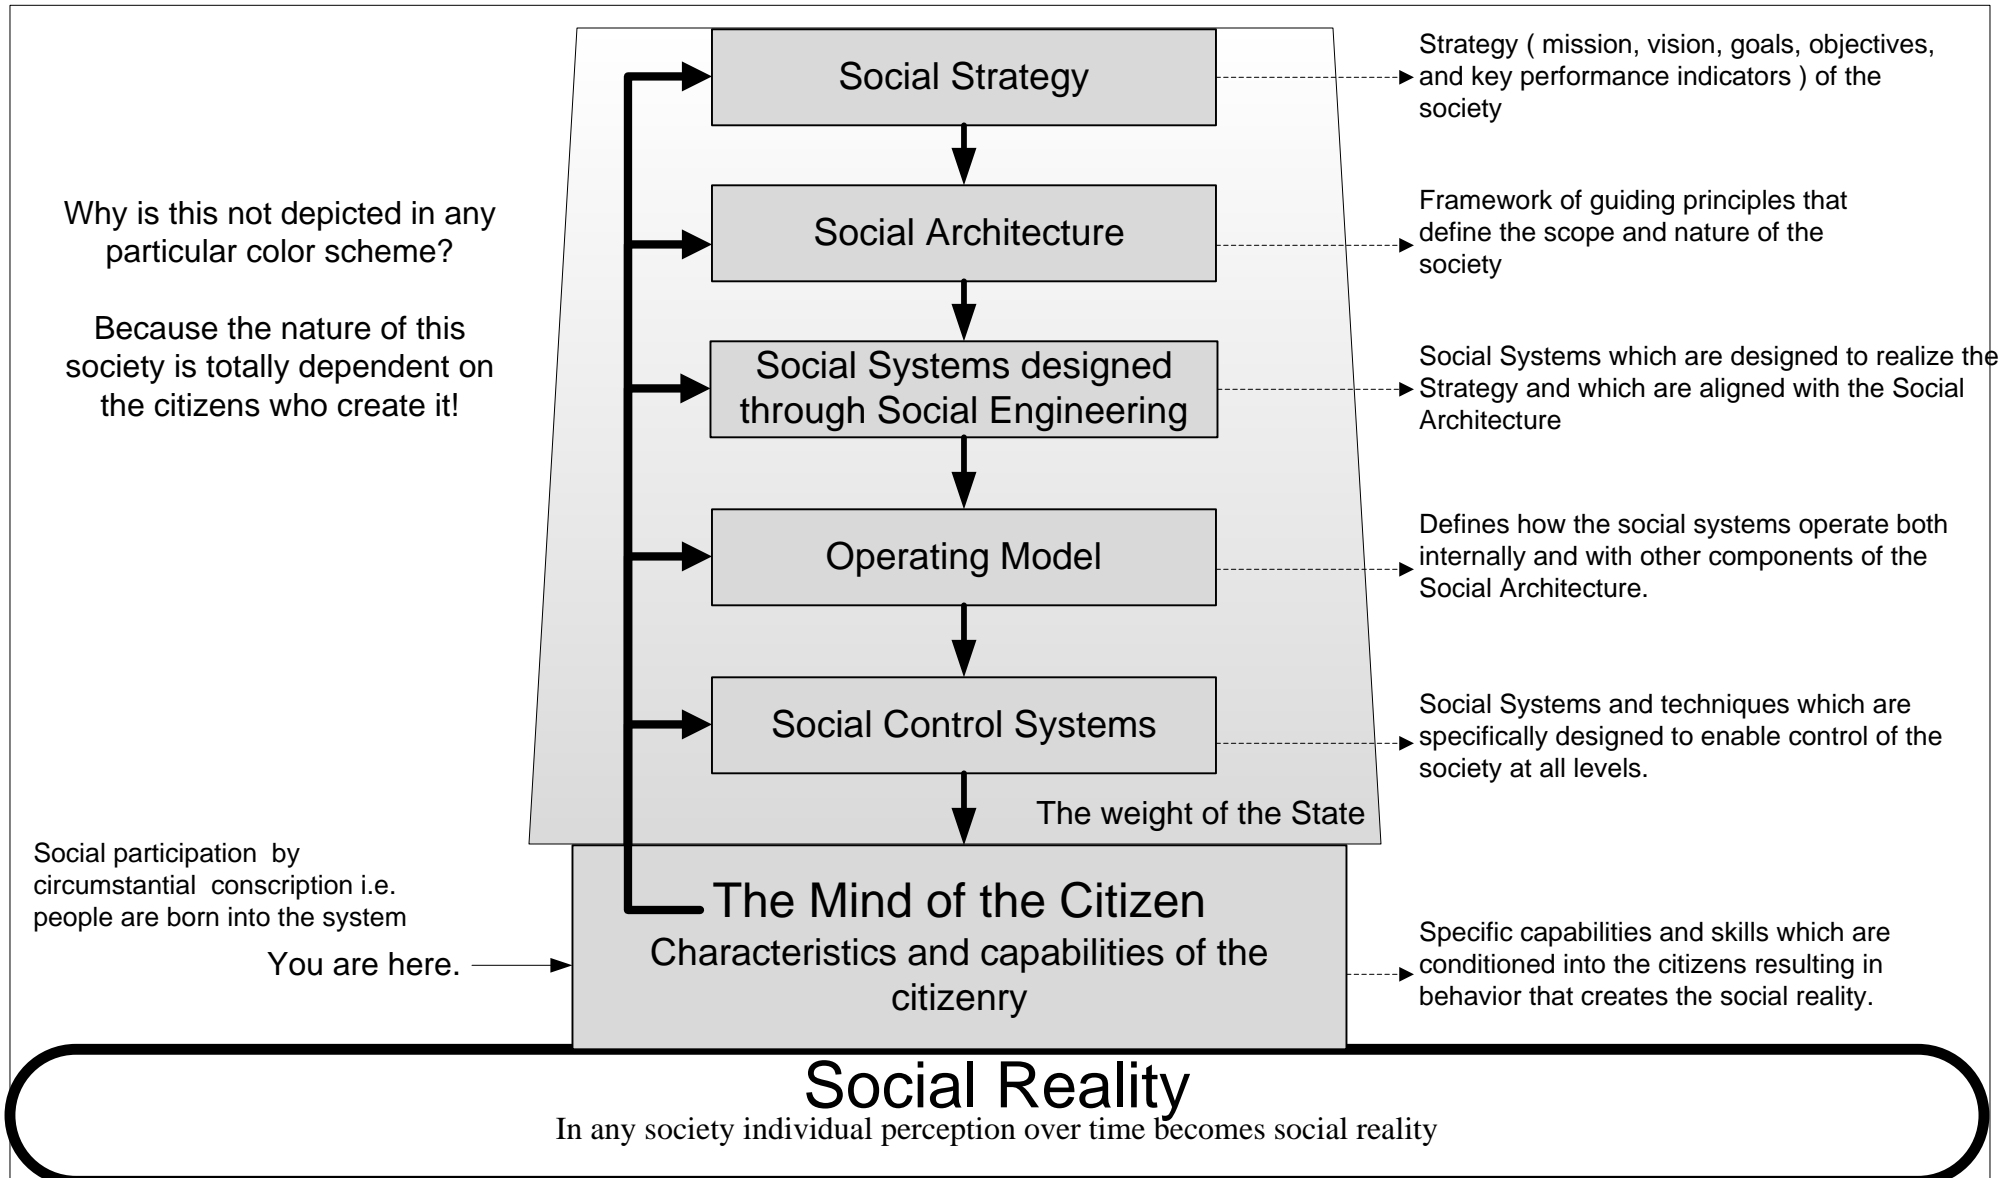 Social Strategy
Strategy ( mission, vision, goals, objectives,
and key performance indicators ) of the
society
Why is this not depicted in any
particular color scheme?
Because the nature of this
society is totally dependent on
the citizens who create it!
Social Architecture
Framework of guiding principles that
define the scope and nature of the
society
Social Systems designed
through Social Engineering
Social Systems which are designed to realize the
Strategy and which are aligned with the Social
Architecture
Operating Model
Defines how the social systems operate both
internally and with other components of the
Social Architecture.
Social Control Systems
Social Systems and techniques which are
specifically designed to enable control of the
society at all levels.
The weight of the State
Social participation by
circumstantial conscription i.e.
people are born into the system
You are here.
The Mind of the Citizen
Characteristics and capabilities of the
citizenry
Specific capabilities and skills which are
conditioned into the citizens resulting in
behavior that creates the social reality.
Social Reality
In any society individual perception over time becomes social reality